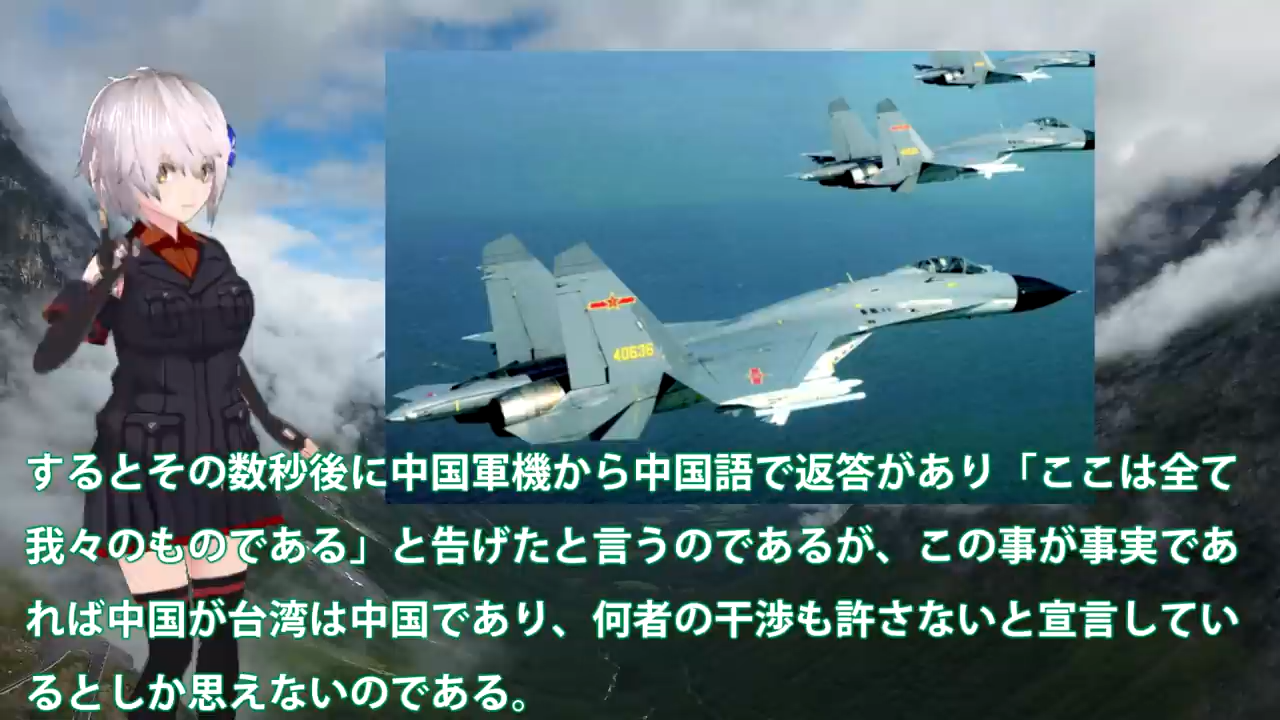 40636
するとその数秒後に中国軍機から中国語で返答があり「ここは全て
我々のものである」と告げたと言うのであるが、この事が事実であ
れば中国が台湾は中国であり、何者の干渉も許さないと宣言してい
るとしか思えないのである。